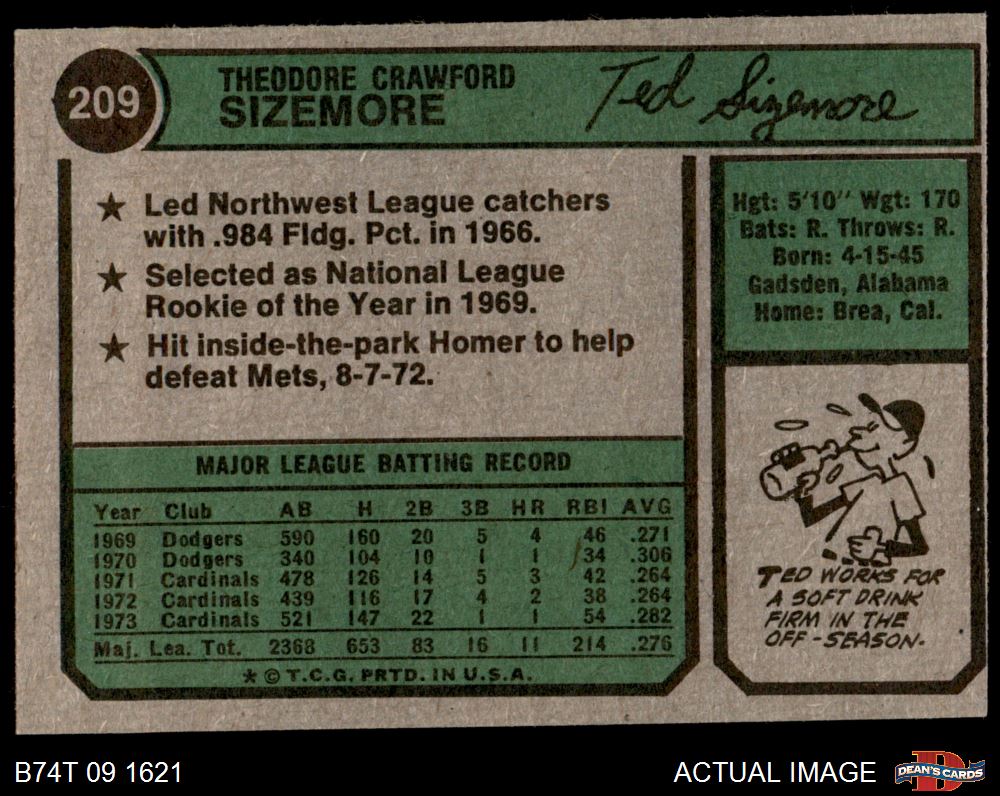 209
THEODORE CRAWFORD
SIZEMORE
Ted Sizemore
★ Led Northwest League catchers
with .984 Fldg. Pct. in 1966.
★ Selected as National League
Rookie of the Year in 1969.
★ Hit inside-the-park Homer to help
defeat Mets, 8-7-72.
Hgt: 5'10" Wgt: 170
Bats: R. Throws: R.
Born: 4-15-45
Gadsden, Alabama
Home: Brea, Cal.
TED WORKS FOR
A SOFT DRINK
FIRM IN THE
OFF-SEASON.
MAJOR LEAGUE BATTING RECORD
Year Club AB H 2B 3B HR RBI AVG
1969 Dodgers 590 160 20 5 4 46 .271
1970 Dodgers 340 104 10 1 1 34 .306
1971 Cardinals 478 126 14 5 3 42 .264
1972 Cardinals 439 116 17 4 2 38 .264
1973 Cardinals 521 147 22 1 1 54 .282
Maj. Lea. Tot. 2368 653 83 16 11 214 .276
* © T.C.G. PRTD. IN U.S.A.
B74T 09 1621
ACTUAL IMAGE
D
DEAN'S CARDS